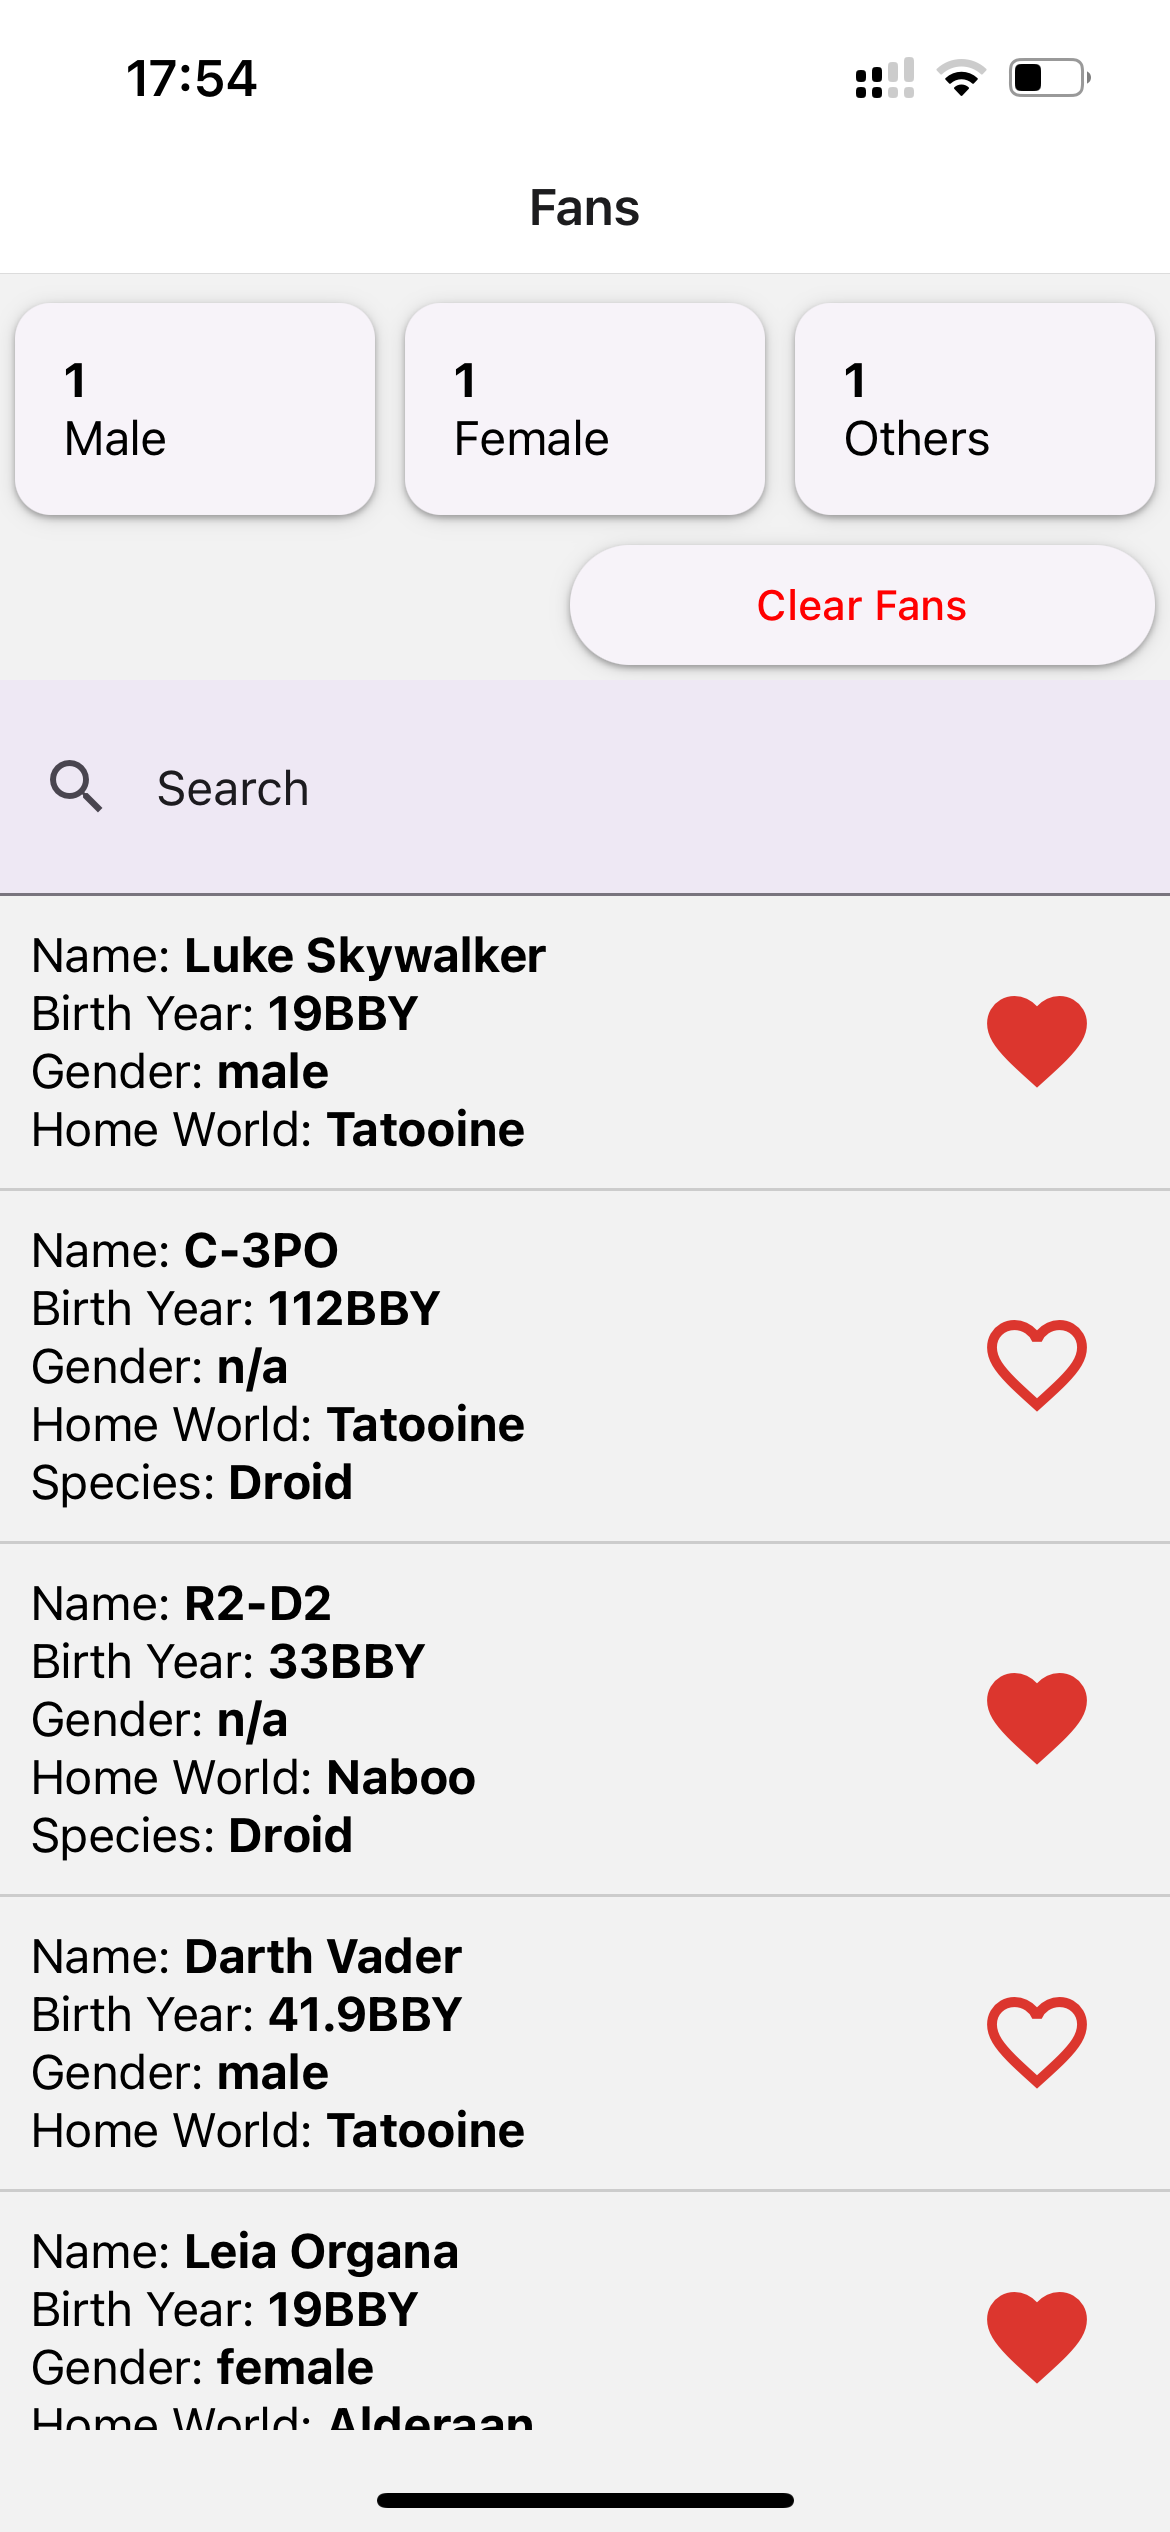 17:54
Fans
1
Male
1
Female
1
Others
Clear Fans
Search
Name: Luke Skywalker
Birth Year: 19BBY
Gender: male
Home World: Tatooine
Name: C-3PO
Birth Year: 112BBY
Gender: n/a
Home World: Tatooine
Species: Droid
Name: R2-D2
Birth Year: 33BBY
Gender: n/a
Home World: Naboo
Species: Droid
Name: Darth Vader
Birth Year: 41.9BBY
Gender: male
Home World: Tatooine
Name: Leia Organa
Birth Year: 19BBY
Gender: female
Home World: Alderaan